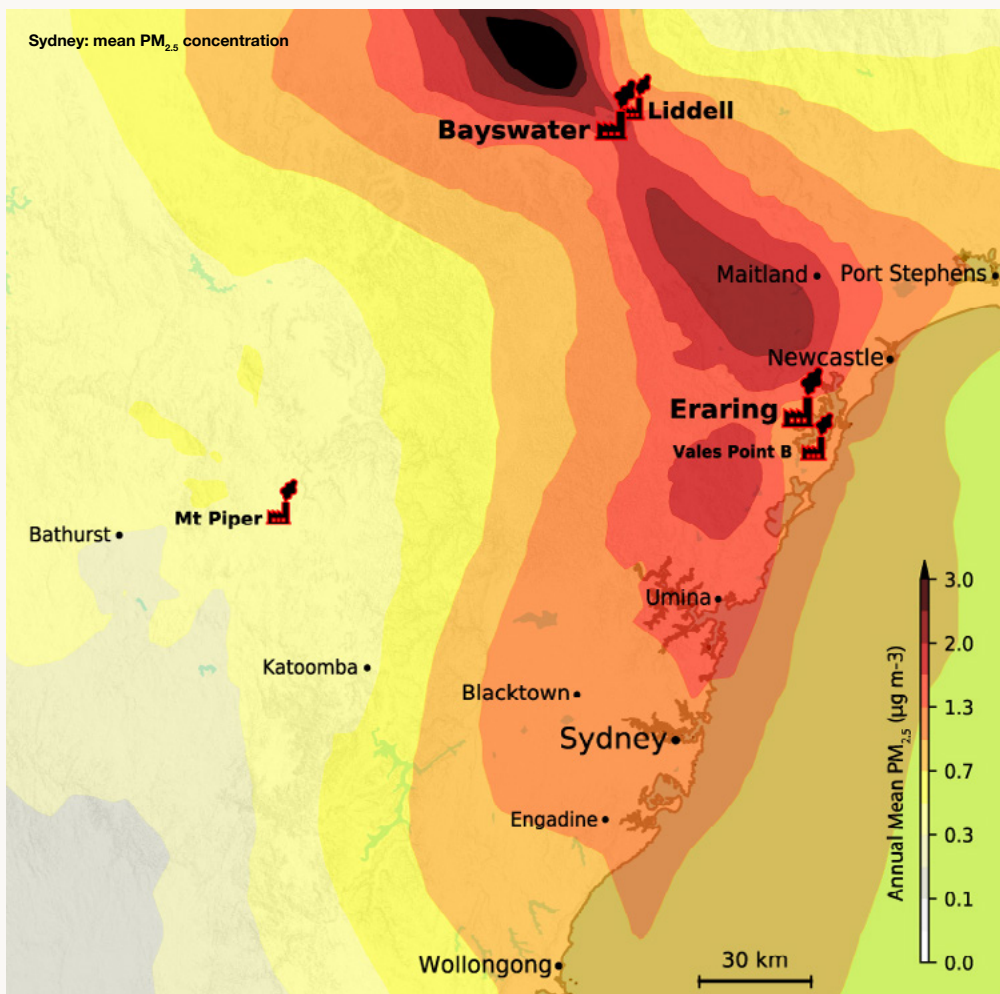 Sydney: mean PM2.5 concentration
Liddell
Bayswater
Maitland
Port Stephens
Newcastle
Eraring
Vales Point B
Mt Piper
Bathurst
Umina
Katoomba
Blacktown
Sydney
Engadine
Wollongong
30 km
Annual Mean PM2.5 (µg m-3)
3.0
2.0
1.3
0.7
0.3
0.1
0.0